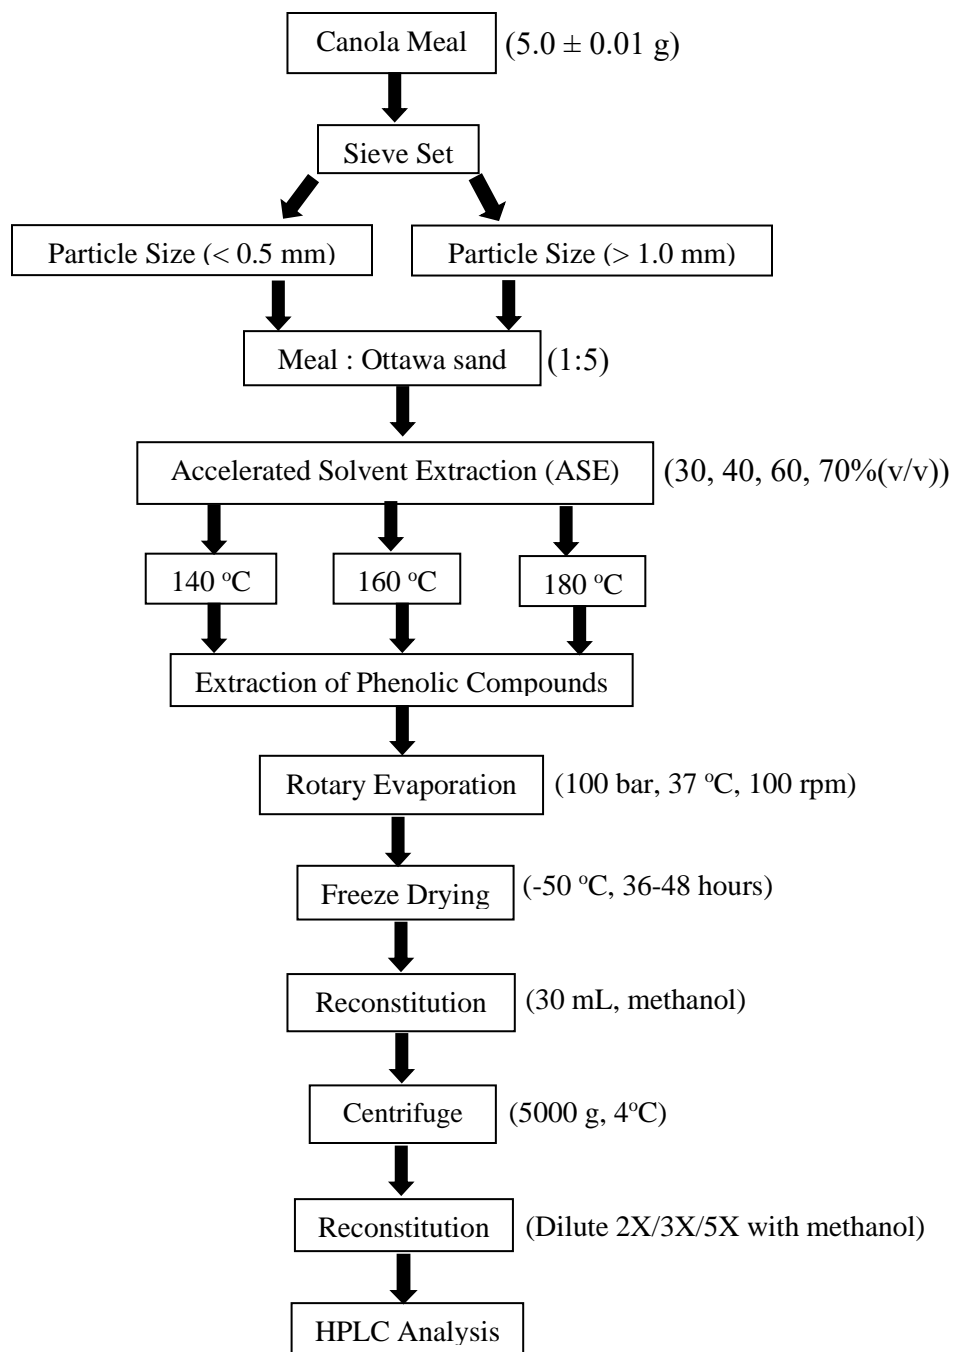 Canola Meal (5.0 ± 0.01 g)
Sieve Set
Particle Size (< 0.5 mm) Particle Size (> 1.0 mm)
Meal : Ottawa sand (1:5)
Accelerated Solvent Extraction (ASE) (30, 40, 60, 70%(v/v))
140 ºC 160 ºC 180 ºC
Extraction of Phenolic Compounds
Rotary Evaporation (100 bar, 37 ºC, 100 rpm)
Freeze Drying (-50 ºC, 36-48 hours)
Reconstitution (30 mL, methanol)
Centrifuge (5000 g, 4ºC)
Reconstitution (Dilute 2X/3X/5X with methanol)
HPLC Analysis